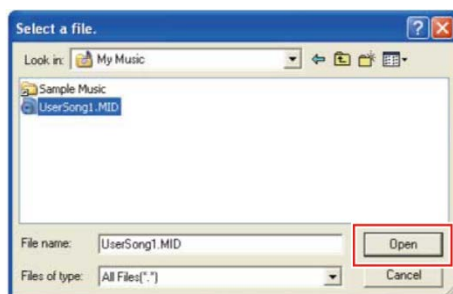 Select a file.
Look in: My Music
Sample Music
UserSong1.MID
File name: UserSong1.MID Open
Files of type: All Files(*.*) Cancel